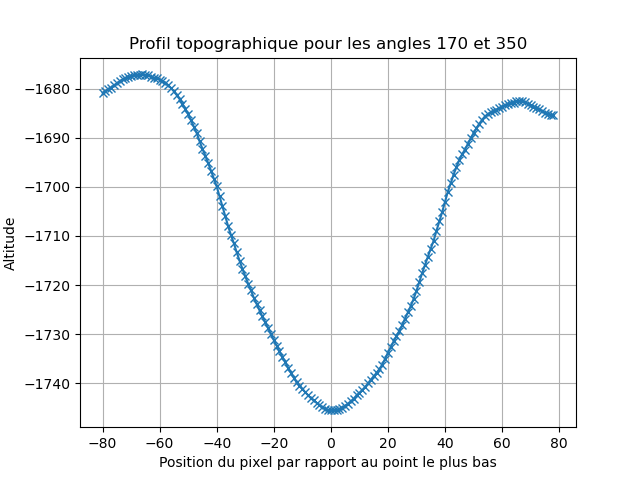 Profil topographique pour les angles 170 et 350
−1680
−1690
−1700
−1710
−1720
−1730
−1740
Altitude
−80 −60 −40 −20 0 20 40 60 80
Position du pixel par rapport au point le plus bas